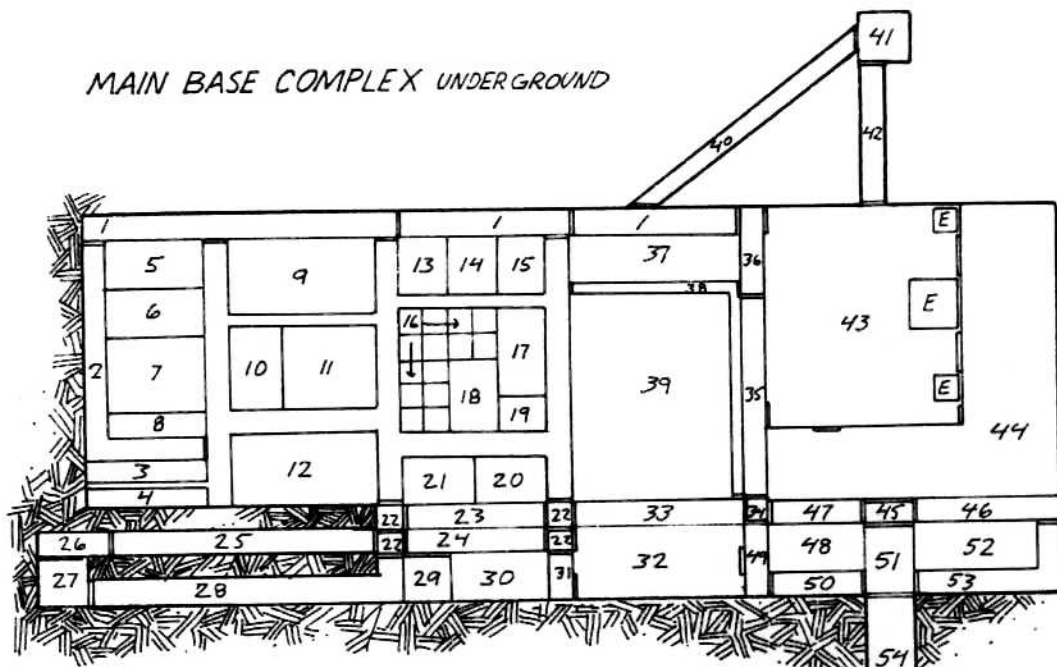 41
MAIN BASE COMPLEX UNDERGROUND
40
42
1 1 1
E
5 9 13 14 15 37 36
38
6 16 E
43
17
2 7 10 11 39 35
18
8 19 E
44
3 12 21 20
4
22 23 22 33 34 47 45 46
26 25 22 24 22 48 51 52
32 49
27 28 29 30 31 50 53
54